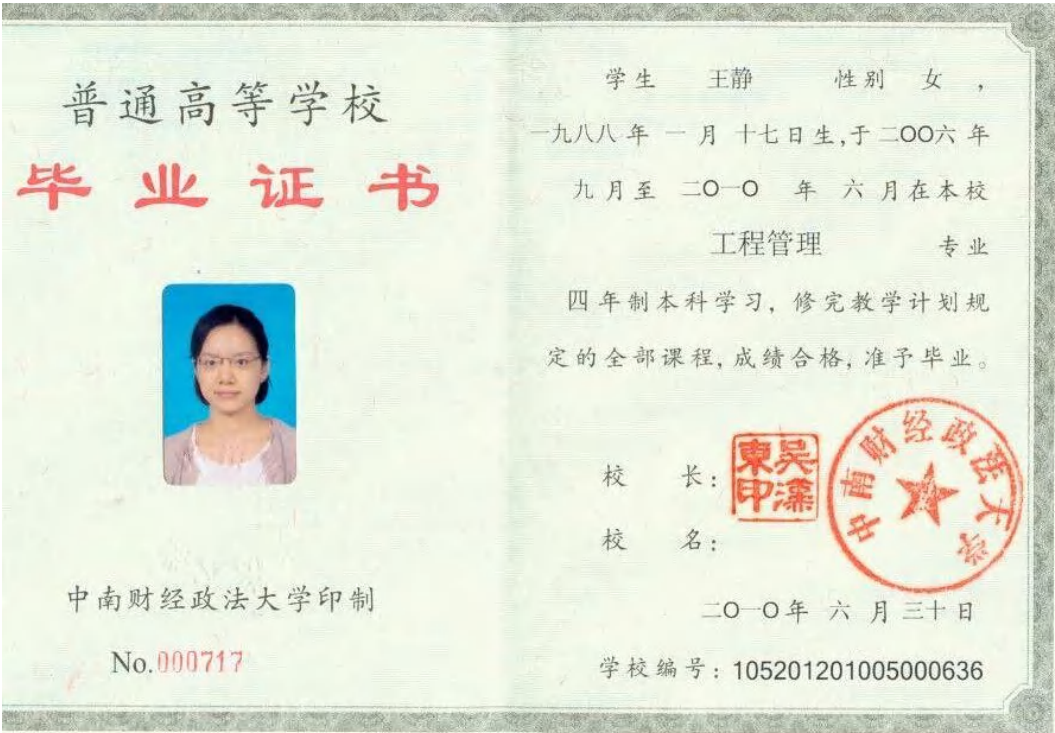 普通高等学校
毕业证书
中南财经政法大学印制
No.000717
学生 王静 性别 女，
一九八八年 一月 十七日生,于二OO六年
九月至 二O一O 年 六月在本校
工程管理 专业
四年制本科学习, 修完教学计划规
定的全部课程,成绩合格,准予毕业。
校 长：
吴漢東印
校 名：
中南财经政法大学
二O一O年 六月三十日
学校编号：105201201005000636